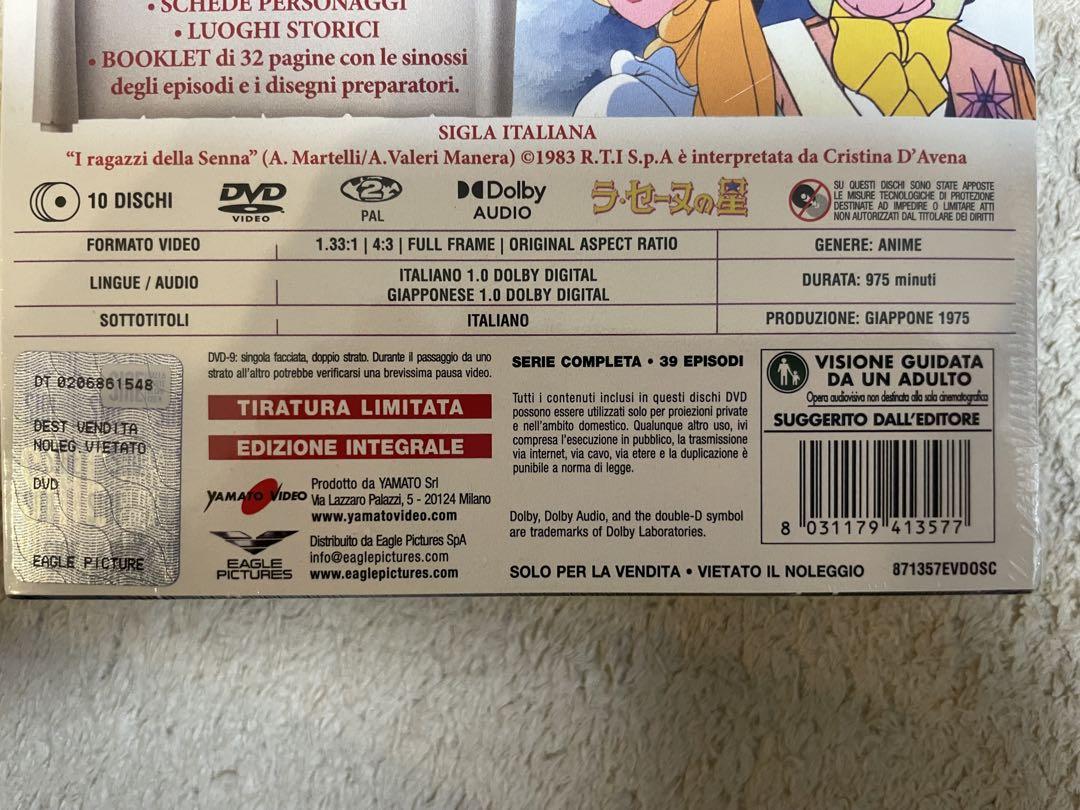 • SCHEDE PERSONAGGI
• LUOGHI STORICI
• BOOKLET di 32 pagine con le sinossi
degli episodi e i disegni preparatori.
SIGLA ITALIANA
“I ragazzi della Senna” (A. Martelli/A.Valeri Manera) ©1983 R.T.I S.p.A è interpretata da Cristina D’Avena
10 DISCHI
DVD
VIDEO
2
PAL
Dolby
AUDIO
ラ・セーヌの星
SU QUESTI DISCHI SONO STATE APPOSTE
LE MISURE TECNOLOGICHE DI PROTEZIONE
DESTINATE AD IMPEDIRE O LIMITARE ATTI
NON AUTORIZZATI DAL TITOLARE DEI DIRITTI
FORMATO VIDEO
1.33:1 | 4:3 | FULL FRAME | ORIGINAL ASPECT RATIO
GENERE: ANIME
LINGUE / AUDIO
ITALIANO 1.0 DOLBY DIGITAL
GIAPPONESE 1.0 DOLBY DIGITAL
DURATA: 975 minuti
SOTTOTITOLI
ITALIANO
PRODUZIONE: GIAPPONE 1975
DT 0206861548
DEST VENDITA
NOLEG.VIETATO
DVD
EAGLE PICTURE
DVD-9: singola facciata, doppio strato. Durante il passaggio da uno
strato all'altro potrebbe verificarsi una brevissima pausa video.
TIRATURA LIMITATA
EDIZIONE INTEGRALE
YAMATO VIDEO
Prodotto da YAMATO Srl
Via Lazzaro Palazzi, 5 - 20124 Milano
www.yamatovideo.com
EAGLE
PICTURES
Distribuito da Eagle Pictures SpA
info@eaglepictures.com
www.eaglepictures.com
SERIE COMPLETA • 39 EPISODI
Tutti i contenuti inclusi in questi dischi DVD
possono essere utilizzati solo per proiezioni private
e nell'ambito domestico. Qualunque altro uso, ivi
compresa l'esecuzione in pubblico, la trasmissione
via internet, via cavo, via etere e la duplicazione è
punibile a norma di legge.
Dolby, Dolby Audio, and the double-D symbol
are trademarks of Dolby Laboratories.
SOLO PER LA VENDITA • VIETATO IL NOLEGGIO
VISIONE GUIDATA
DA UN ADULTO
Opera audiovisiva non destinata alla sala cinematografica
SUGGERITO DALL'EDITORE
8 031179 413577
871357EVDOSC